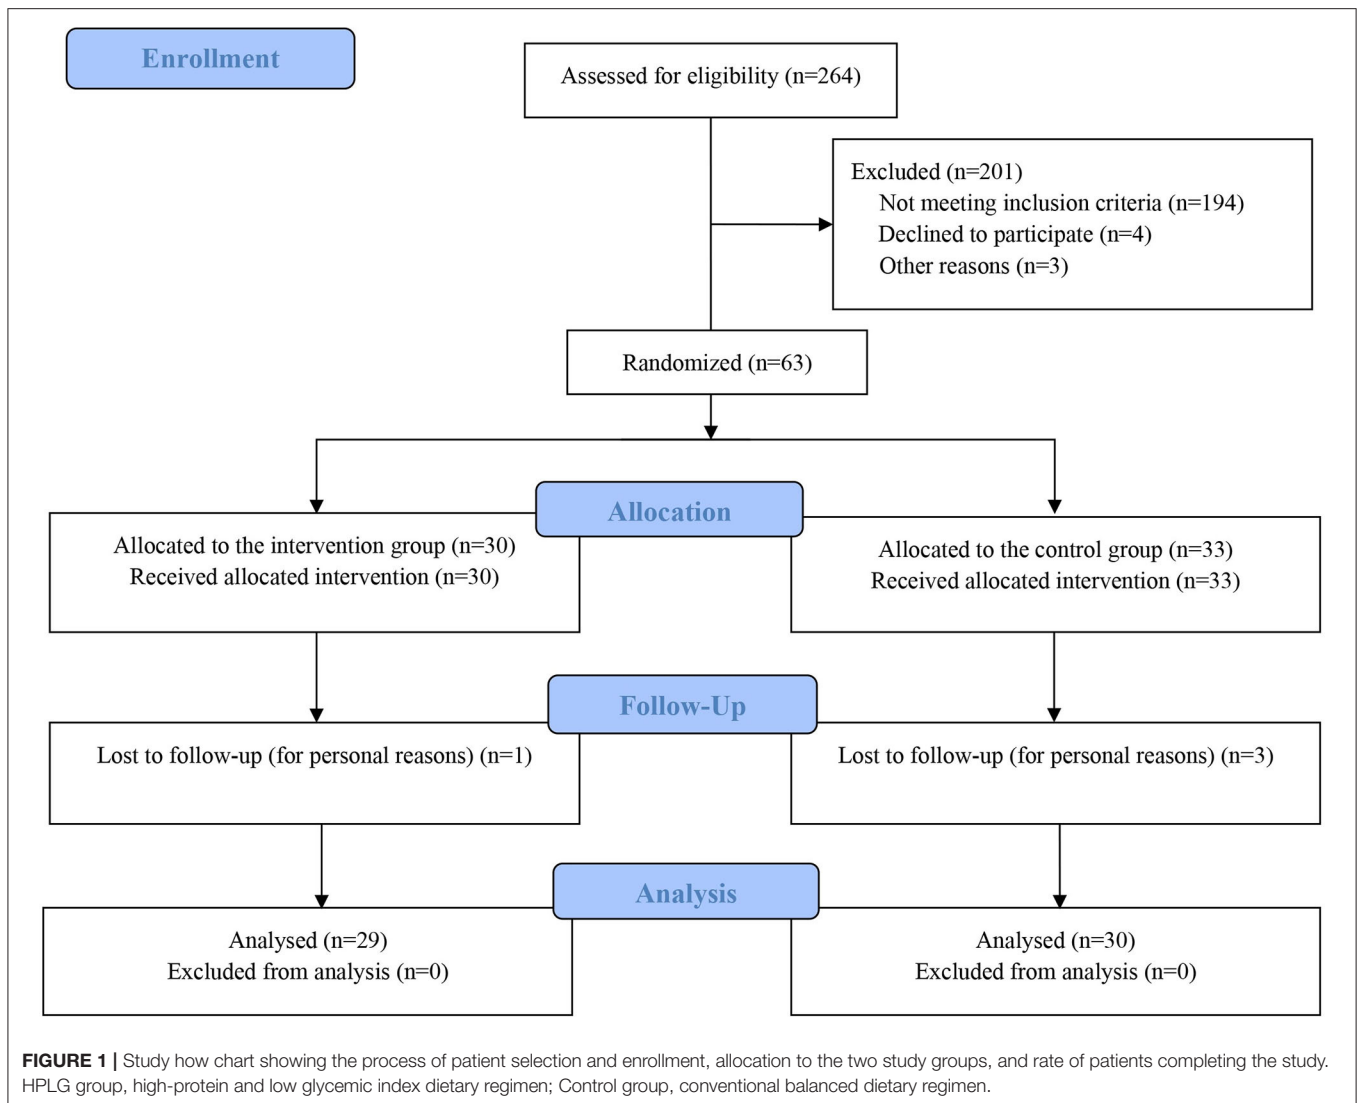 Enrollment
Assessed for eligibility (n=264)
Excluded (n=201)
Not meeting inclusion criteria (n=194)
Declined to participate (n=4)
Other reasons (n=3)
Randomized (n=63)
Allocation
Allocated to the intervention group (n=30)
Received allocated intervention (n=30)
Allocated to the control group (n=33)
Received allocated intervention (n=33)
Follow-Up
Lost to follow-up (for personal reasons) (n=1)
Lost to follow-up (for personal reasons) (n=3)
Analysis
Analysed (n=29)
Excluded from analysis (n=0)
Analysed (n=30)
Excluded from analysis (n=0)
FIGURE 1 | Study how chart showing the process of patient selection and enrollment, allocation to the two study groups, and rate of patients completing the study.
HPLG group, high-protein and low glycemic index dietary regimen; Control group, conventional balanced dietary regimen.